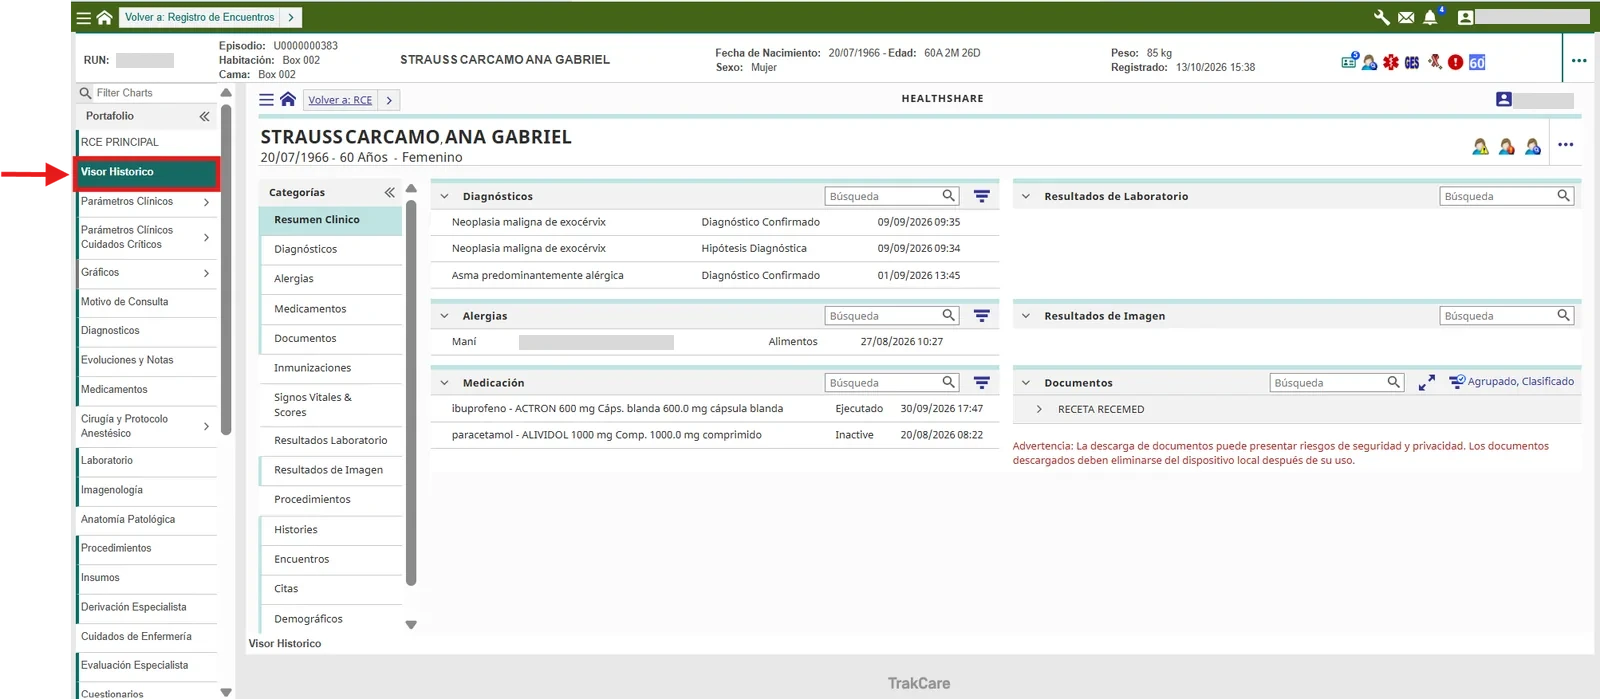 Volver a: Registro de Encuentros
4
RUN:
Episodio: U0000000383
Habitación: Box 002
Cama: Box 002
STRAUSS CARCAMO ANA GABRIEL
Fecha de Nacimiento: 20/07/1966 - Edad: 60A 2M 26D
Sexo: Mujer
Peso: 85 kg
Registrado: 13/10/2026 15:38
5
GES
60
Filter Charts
Portafolio
RCE PRINCIPAL
Visor Historico
Parámetros Clínicos
Parámetros Clínicos
Cuidados Críticos
Gráficos
Motivo de Consulta
Diagnosticos
Evoluciones y Notas
Medicamentos
Cirugía y Protocolo
Anestésico
Laboratorio
Imagenología
Anatomía Patológica
Procedimientos
Insumos
Derivación Especialista
Cuidados de Enfermería
Evaluación Especialista
Cuestionarios
Volver a: RCE
HEALTHSHARE
STRAUSS CARCAMO, ANA GABRIEL
20/07/1966 - 60 Años - Femenino
Categorías
Resumen Clinico
Diagnósticos
Alergias
Medicamentos
Documentos
Inmunizaciones
Signos Vitales &
Scores
Resultados Laboratorio
Resultados de Imagen
Procedimientos
Histories
Encuentros
Citas
Demográficos
Diagnósticos
Búsqueda
Neoplasia maligna de exocérvix Diagnóstico Confirmado 09/09/2026 09:35
Neoplasia maligna de exocérvix Hipótesis Diagnóstica 09/09/2026 09:34
Asma predominantemente alérgica Diagnóstico Confirmado 01/09/2026 13:45
Alergias
Búsqueda
Maní Alimentos 27/08/2026 10:27
Medicación
Búsqueda
ibuprofeno - ACTRON 600 mg Cáps. blanda 600.0 mg cápsula blanda Ejecutado 30/09/2026 17:47
paracetamol - ALIVIDOL 1000 mg Comp. 1000.0 mg comprimido Inactive 20/08/2026 08:22
Resultados de Laboratorio
Búsqueda
Resultados de Imagen
Búsqueda
Documentos
Búsqueda
Agrupado, Clasificado
RECETA RECEMED
Advertencia: La descarga de documentos puede presentar riesgos de seguridad y privacidad. Los documentos
descargados deben eliminarse del dispositivo local después de su uso.
Visor Historico
TrakCare